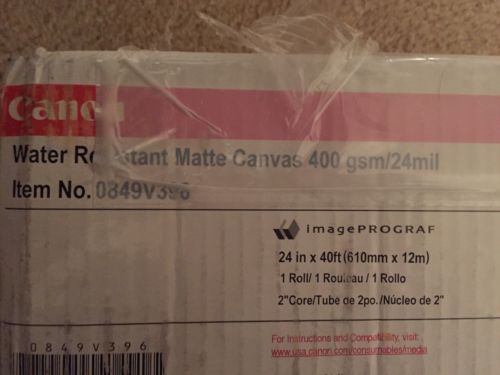 Canon
Water Resistant Matte Canvas 400 gsm/24mil
Item No. 0849V396
imagePROGRAF
24 in x 40ft(610mm x 12m)
1 Roll/ 1 Rouleau / 1 Rollo
2"Core/Tube de 2po./Núcleo de 2"
For Instructions and Compatibility, visit:
www.usa.canon.com/consumables/media
0849V396